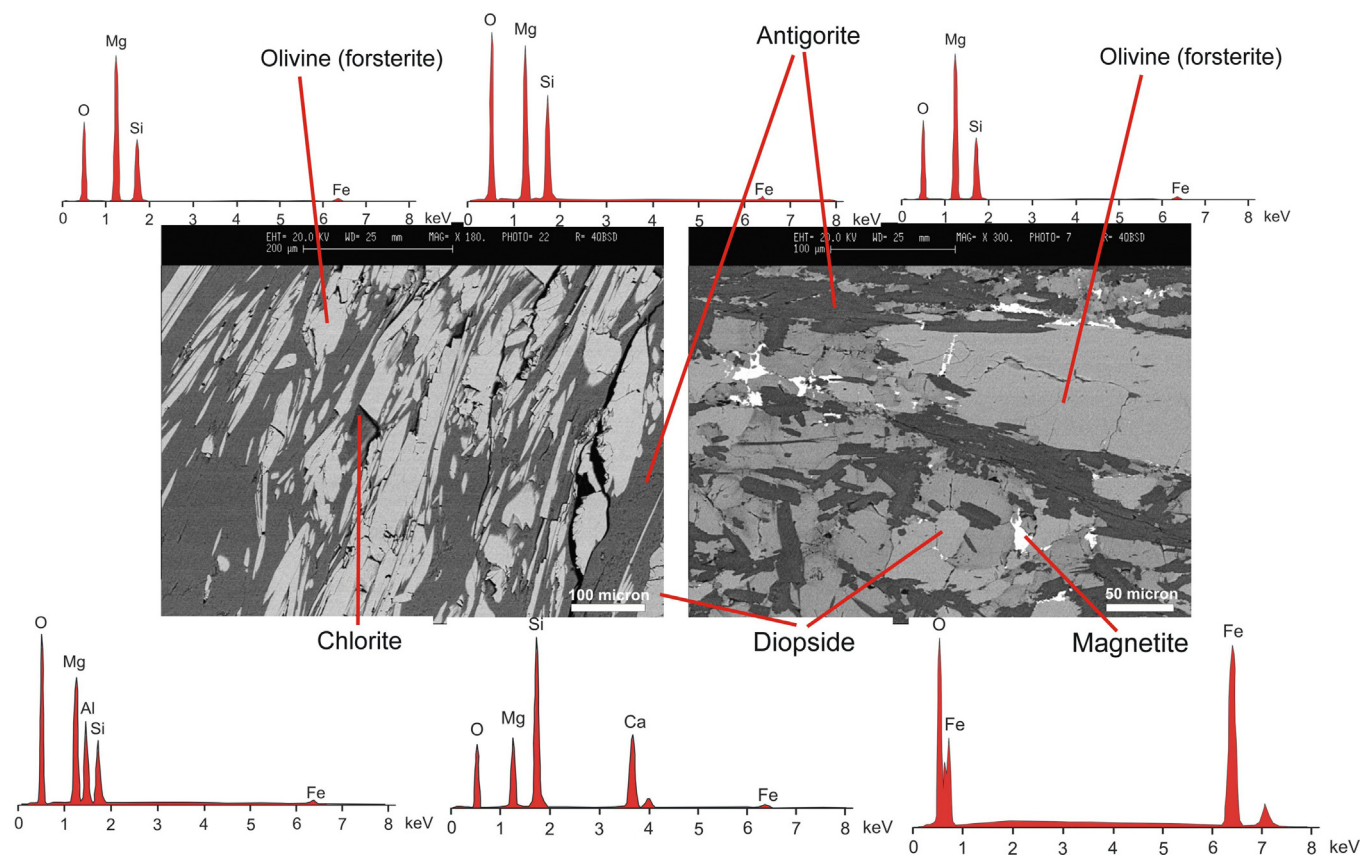 O
Mg
Si
Fe
0 1 2 3 4 5 6 7 8 keV
Olivine (forsterite)
O
Mg
Si
Fe
0 1 2 3 4 5 6 7 8 keV
Antigorite
Olivine (forsterite)
O
Mg
Si
Fe
0 1 2 3 4 5 6 7 8 keV
EHT= 20.0 KV WD= 25 mm MAG= X 180. PHOTO= 22 R= 4QBSD
200 µm
100 micron
EHT= 20.0 KV WD= 25 mm MAG= X 300. PHOTO= 7 R= 4QBSD
100 µm
50 micron
Chlorite
Diopside
Magnetite
O
Mg
Al
Si
Fe
0 1 2 3 4 5 6 7 8 keV
O
Mg
Si
Ca
Fe
0 1 2 3 4 5 6 7 8 keV
O
Fe
Fe
0 1 2 3 4 5 6 7 8 keV